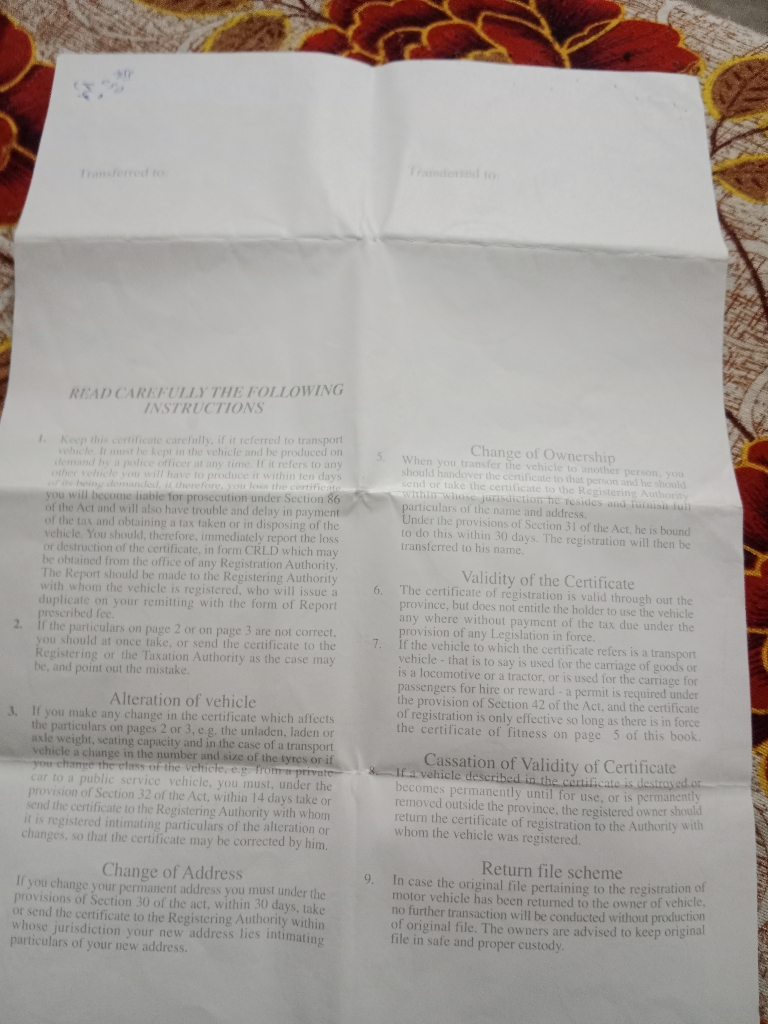 Transferred to:
Transferred to:
READ CAREFULLY THE FOLLOWING
INSTRUCTIONS
1. Keep this certificate carefully, if it referred to transport
vehicle. It must be kept in the vehicle and be produced on
demand by a police officer at any time. If it refers to any
other vehicle you will have to produce it within ten days
of its being demanded, if therefore, you loss the certificate
you will become liable for prosecution under Section 86
of the Act and will also have trouble and delay in payment
of the tax and obtaining a tax taken or in disposing of the
vehicle. You should, therefore, immediately report the loss
or destruction of the certificate, in form CRLD which may
be obtained from the office of any Registration Authority.
The Report should be made to the Registering Authority
with whom the vehicle is registered, who will issue a
duplicate on your remitting with the form of Report
prescribed fee.
2. If the particulars on page 2 or on page 3 are not correct,
you should at once take, or send the certificate to the
Registering or the Taxation Authority as the case may
be, and point out the mistake.
Alteration of vehicle
3. If you make any change in the certificate which affects
the particulars on pages 2 or 3, e.g. the unladen, laden or
axle weight, seating capacity and in the case of a transport
vehicle a change in the number and size of the tyres or if
you change the class of the vehicle, e.g. from a private
car to a public service vehicle, you must, under the
provision of Section 32 of the Act, within 14 days take or
send the certificate to the Registering Authority with whom
it is registered intimating particulars of the alteration or
changes, so that the certificate may be corrected by him.
Change of Address
If you change your permanent address you must under the
provisions of Section 30 of the act, within 30 days, take
or send the certificate to the Registering Authority within
whose jurisdiction your new address lies intimating
particulars of your new address.
Change of Ownership
5. When you transfer the vehicle to another person, you
should handover the certificate to that person and he should
send or take the certificate to the Registering Authority
within whose jurisdiction he resides and furnish full
particulars of the name and address.
Under the provisions of Section 31 of the Act, he is bound
to do this within 30 days. The registration will then be
transferred to his name.
Validity of the Certificate
6. The certificate of registration is valid through out the
province, but does not entitle the holder to use the vehicle
any where without payment of the tax due under the
provision of any Legislation in force.
7. If the vehicle to which the certificate refers is a transport
vehicle - that is to say is used for the carriage of goods or
is a locomotive or a tractor, or is used the carriage for
passengers for hire or reward - a permit is required under
the provision of Section 42 of the Act, and the certificate
of registration is only effective so long as there is in force
the certificate of fitness on page 5 of this book.
Cassation of Validity of Certificate
8. If a vehicle described in the certificate is destroyed or
becomes permanently until for use, or is permanently
removed outside the province, the registered owner should
return the certificate of registration to the Authority with
whom the vehicle was registered.
Return file scheme
9. In case the original file pertaining to the registration of
motor vehicle has been returned to the owner of vehicle,
no further transaction will be conducted without production
of original file. The owners are advised to keep original
file in safe and proper custody.